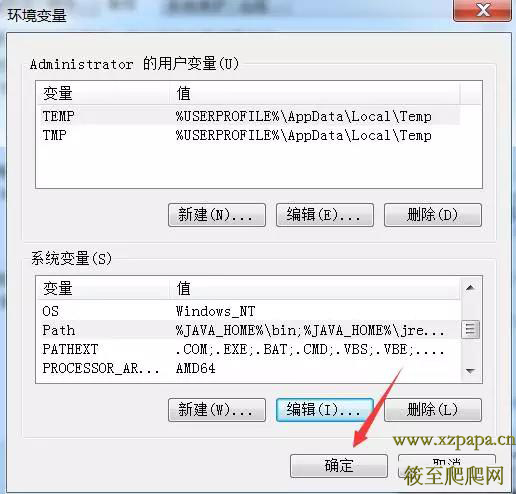 环境变量
Administrator 的用户变量(U)
变量 值
TEMP %USERPROFILE%\AppData\Local\Temp
TMP %USERPROFILE%\AppData\Local\Temp
新建(N)... 编辑(E)... 删除(D)
系统变量(S)
变量 值
OS Windows_NT
Path %JAVA_HOME%\bin;%JAVA_HOME%\jre...
PATHEXT .COM;.EXE;.BAT;.CMD;.VBS;.VBE;....
PROCESSOR_AR... AMD64
新建(W)... 编辑(I)... 删除(L)
www.xzpapa.cn
确定 取消
筱至爬爬网